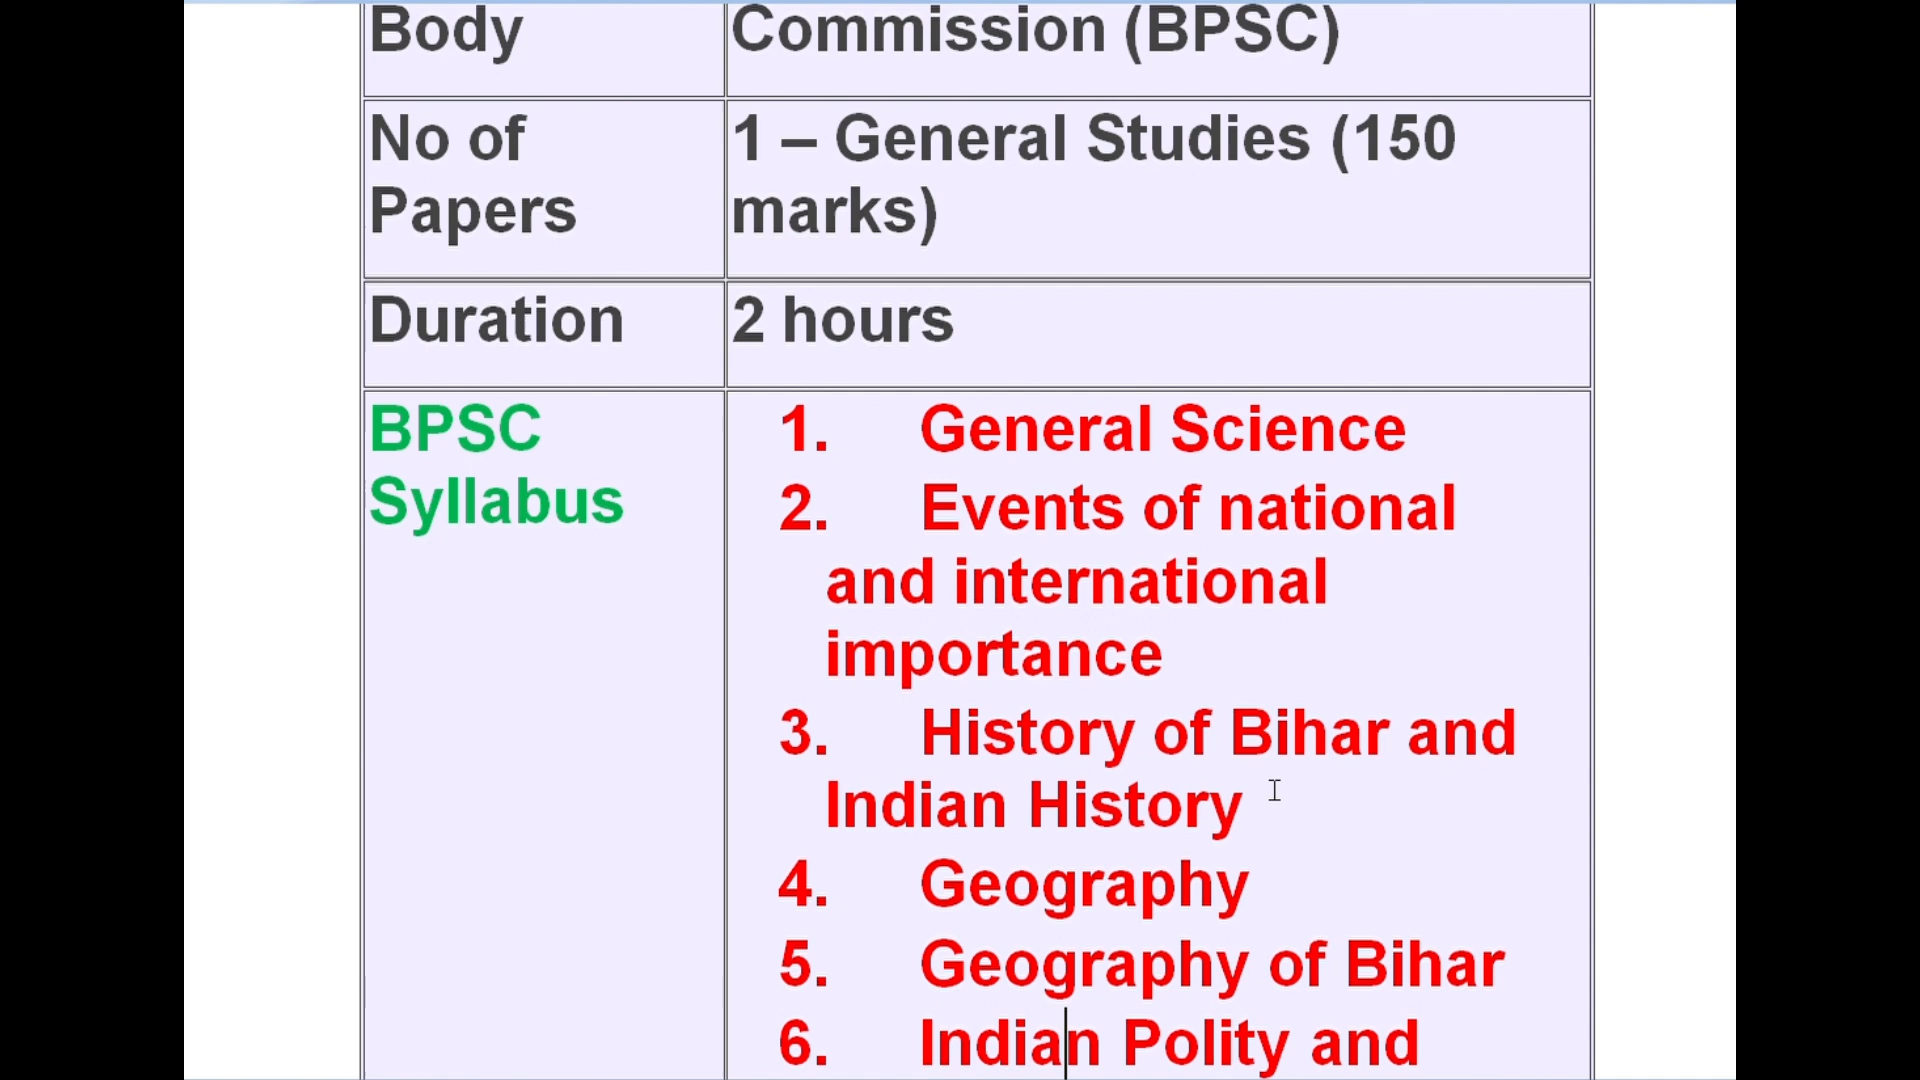 Body
Commission (BPSC)
No of
Papers
1 – General Studies (150
marks)
Duration
2 hours
BPSC
Syllabus
1. General Science
2. Events of national
and international
importance
3. History of Bihar and
Indian History
4. Geography
5. Geography of Bihar
6. Indian Polity and